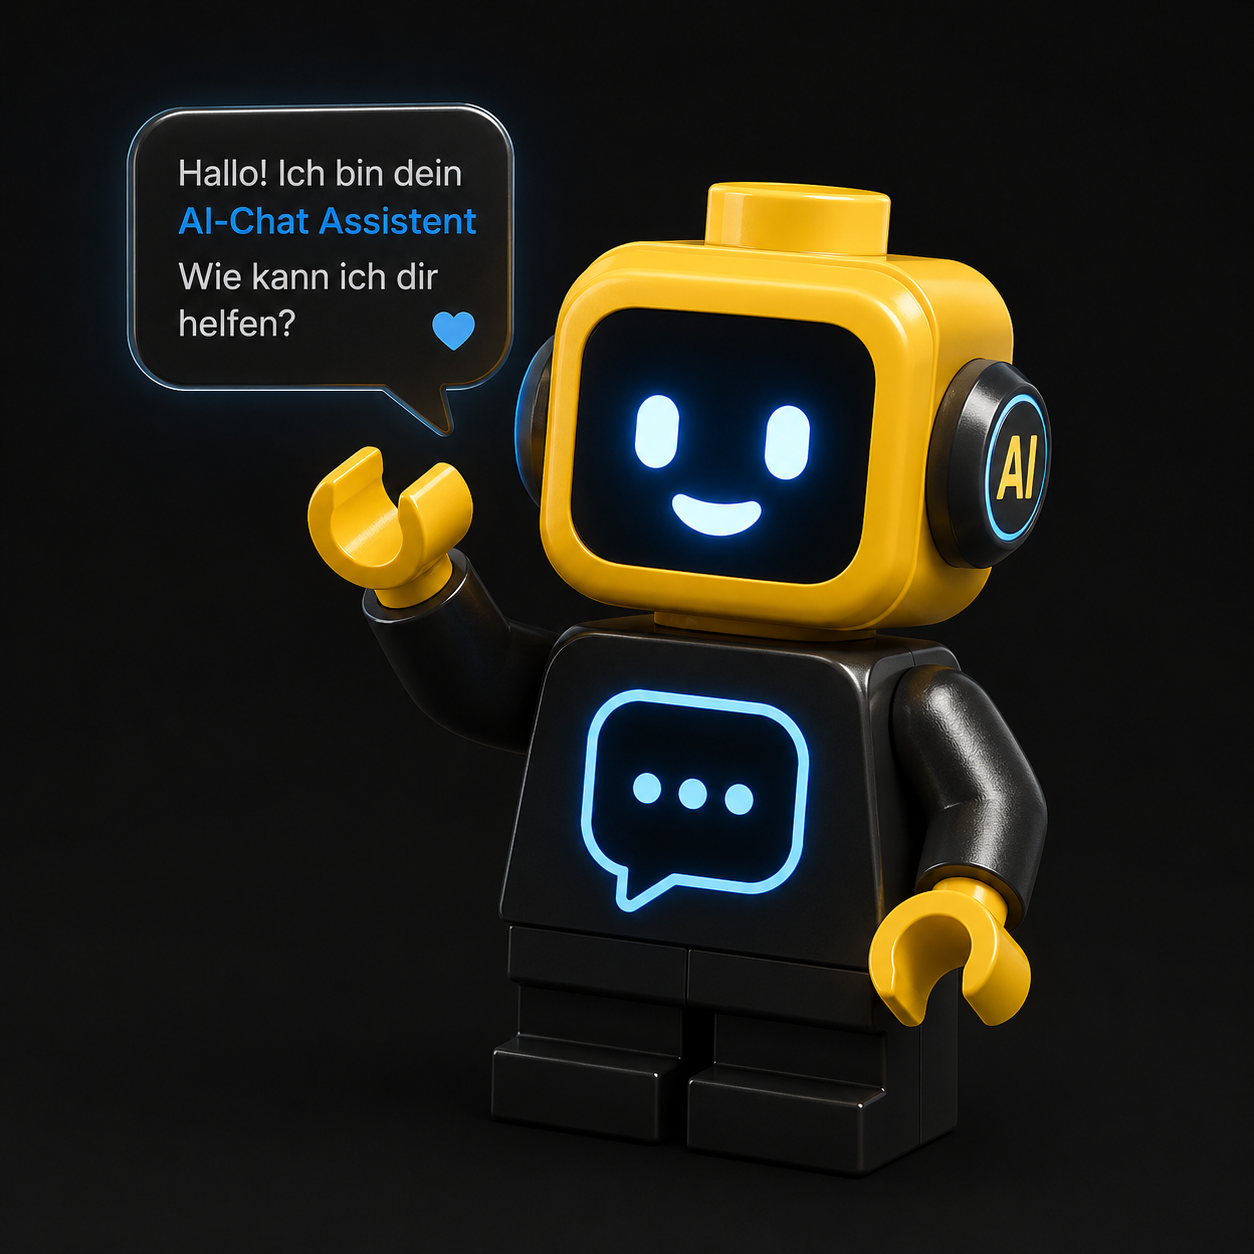 Hallo! Ich bin dein
AI-Chat Assistent
Wie kann ich dir
helfen?
AI